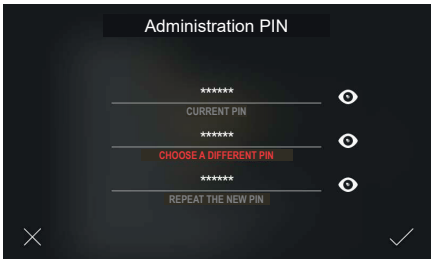 Administration PIN
******
CURRENT PIN
******
CHOOSE A DIFFERENT PIN
******
REPEAT THE NEW PIN